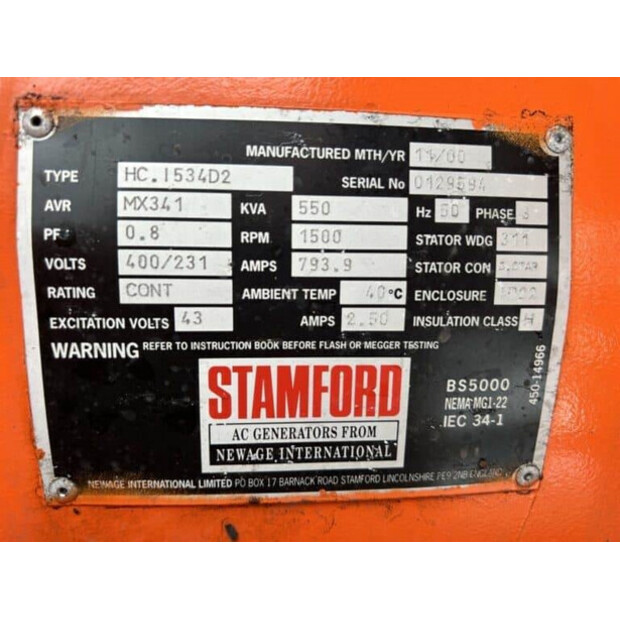 MANUFACTURED MTH/YR 11/00
TYPE HC.I534D2 SERIAL No 0129594
AVR MX341 KVA 550 Hz 50 PHASE 3
PF 0.8 RPM 1500 STATOR WDG 311
VOLTS 400/231 AMPS 793.9 STATOR CON
RATING CONT AMBIENT TEMP 40°C ENCLOSURE
EXCITATION VOLTS 43 AMPS 2.50 INSULATION CLASS H
WARNING REFER TO INSTRUCTION BOOK BEFORE FLASH OR MEGGER TESTING
STAMFORD
AC GENERATORS FROM
NEWAGE INTERNATIONAL
BS5000
NEMA MG1-22
IEC 34-1
450-14966
NEWAGE INTERNATIONAL LIMITED PO BOX 17 BARNACK ROAD STAMFORD LINCOLNSHIRE PE9 2NB ENGLAND